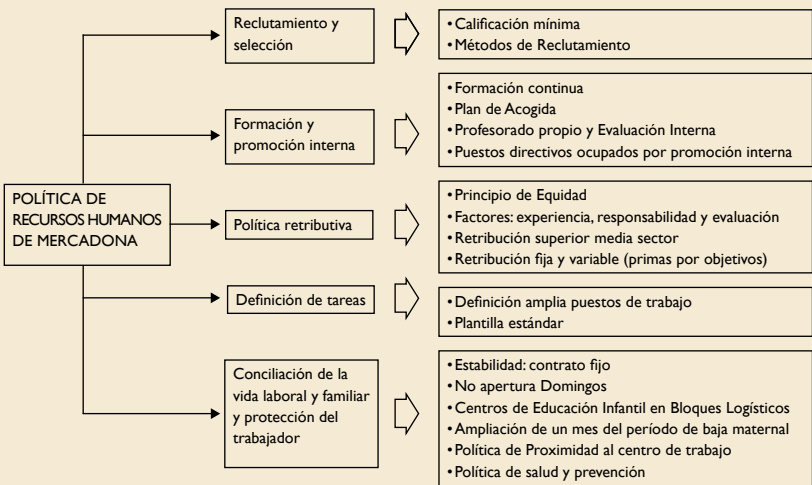 POLÍTICA DE
RECURSOS HUMANOS
DE MERCADONA
Reclutamiento y
selección
• Calificación mínima
• Métodos de Reclutamiento
Formación y
promoción interna
• Formación continua
• Plan de Acogida
• Profesorado propio y Evaluación Interna
• Puestos directivos ocupados por promoción interna
Política retributiva
• Principio de Equidad
• Factores: experiencia, responsabilidad y evaluación
• Retribución superior media sector
• Retribución fija y variable (primas por objetivos)
Definición de tareas
• Definición amplia puestos de trabajo
• Plantilla estándar
Conciliación de la
vida laboral y familiar
y protección del
trabajador
• Estabilidad: contrato fijo
• No apertura Domingos
• Centros de Educación Infantil en Bloques Logísticos
• Ampliación de un mes del período de baja maternal
• Política de Proximidad al centro de trabajo
• Política de salud y prevención